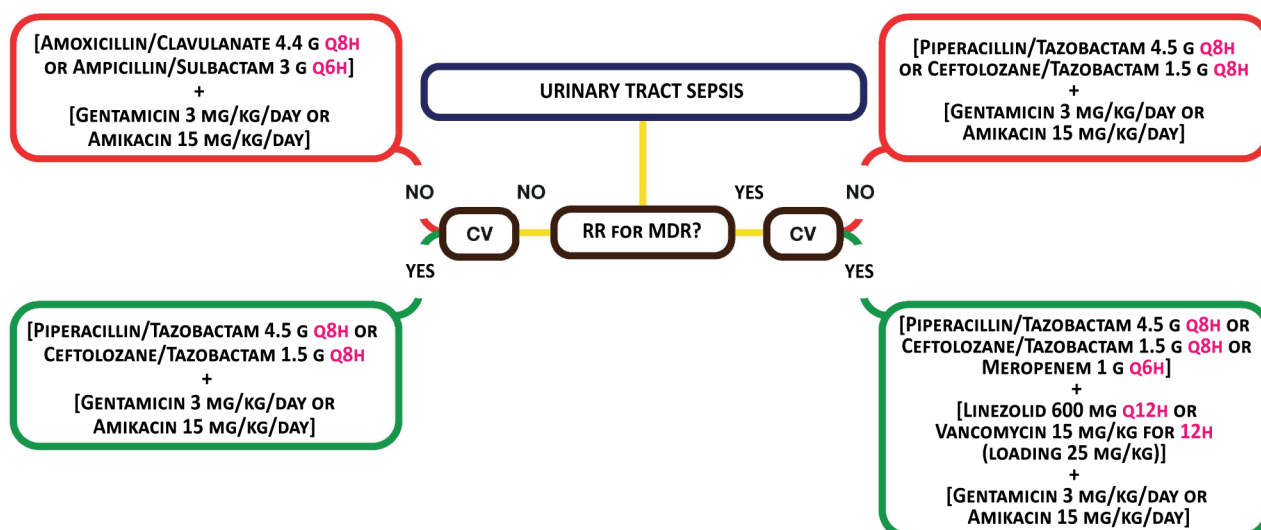 [Amoxicillin/Clavulanate 4.4 g Q8H
or Ampicillin/Sulbactam 3 g Q6H]
+
[Gentamicin 3 mg/kg/day or
Amikacin 15 mg/kg/day]
URINARY TRACT SEPSIS
[Piperacillin/Tazobactam 4.5 g Q8H
or Ceftolozane/Tazobactam 1.5 g Q8H
+
[Gentamicin 3 mg/kg/day or
Amikacin 15 mg/kg/day]
NO
NO
YES
NO
CV
RR for MDR?
CV
YES
YES
[Piperacillin/Tazobactam 4.5 g Q8H or
Ceftolozane/Tazobactam 1.5 g Q8H
+
[Gentamicin 3 mg/kg/day or
Amikacin 15 mg/kg/day]
[Piperacillin/Tazobactam 4.5 g Q8H or
Ceftolozane/Tazobactam 1.5 g Q8H or
Meropenem 1 g Q6H]
+
[Linezolid 600 mg Q12H or
Vancomycin 15 mg/kg for 12H
(loading 25 mg/kg)]
+
[Gentamicin 3 mg/kg/day or
Amikacin 15 mg/kg/day]